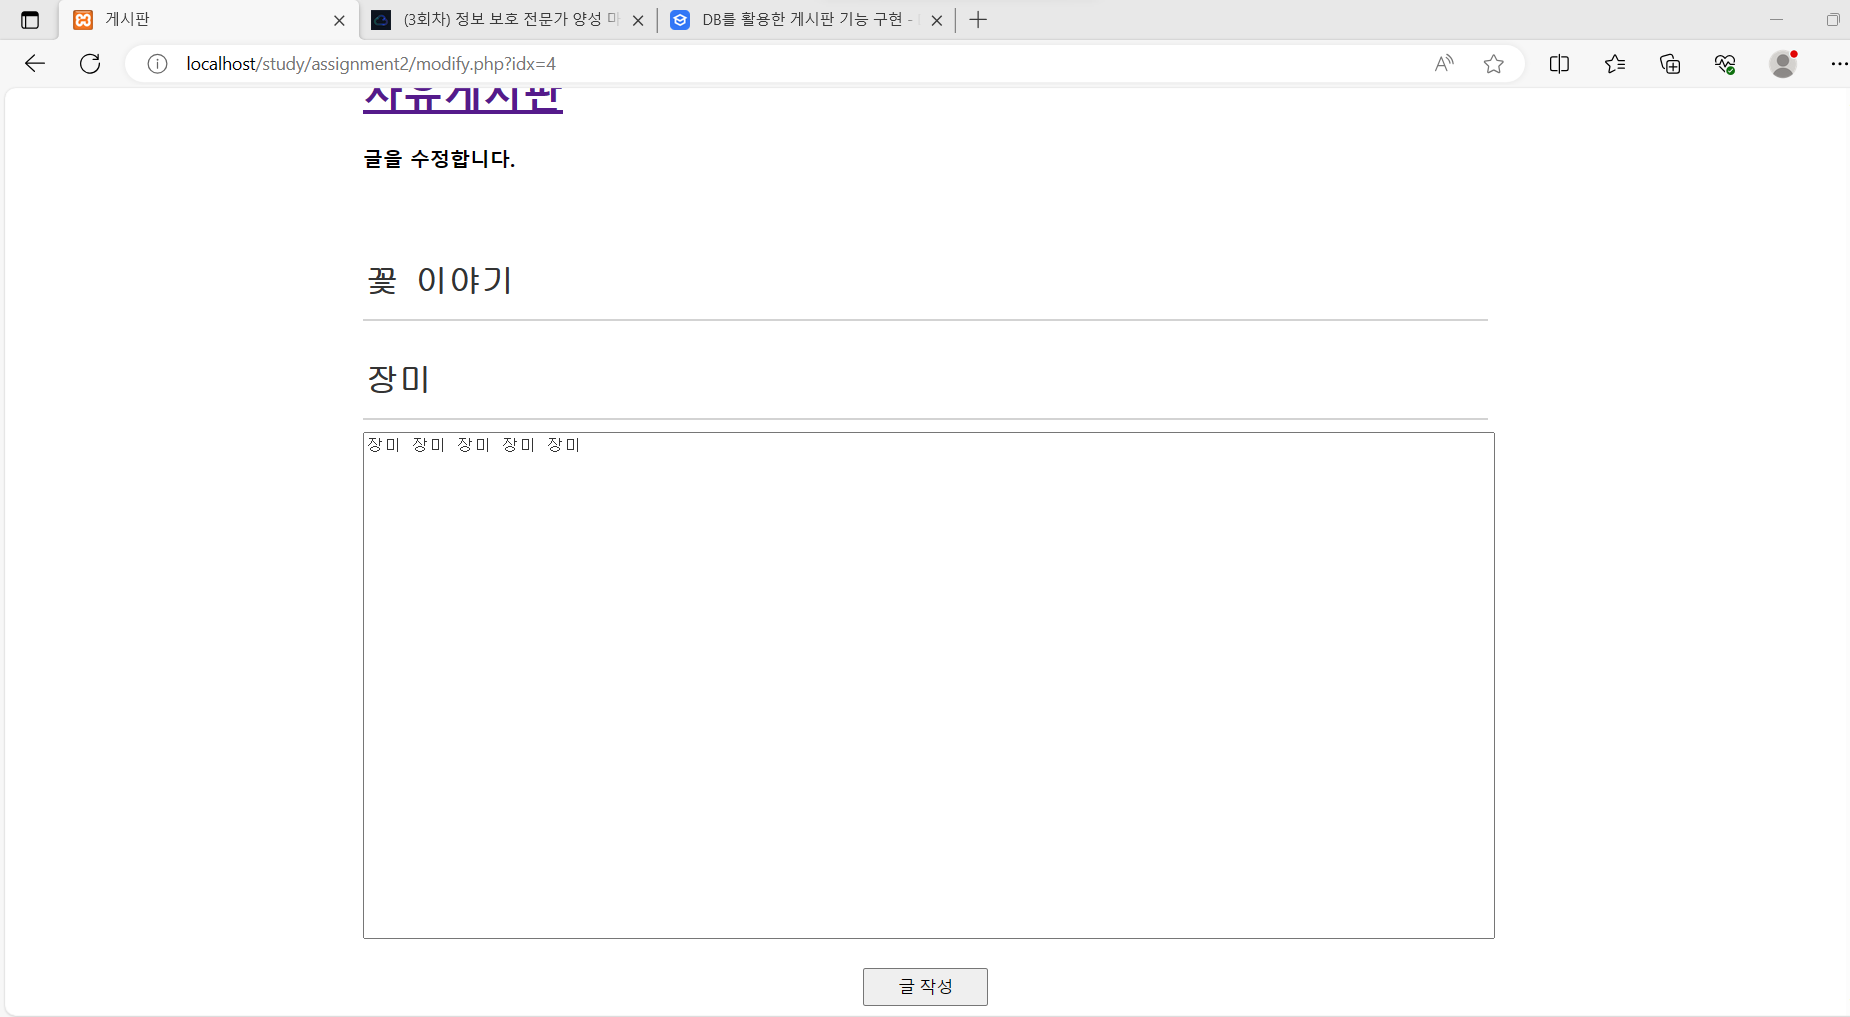 게시판
(3회차) 정보 보호 전문가 양성
DB를 활용한 게시판 기능 구현 -
localhost/study/assignment2/modify.php?idx=4
자유게시판
글을 수정합니다.
꽃 이야기
장미
장미 장미 장미 장미 장미
글 작성